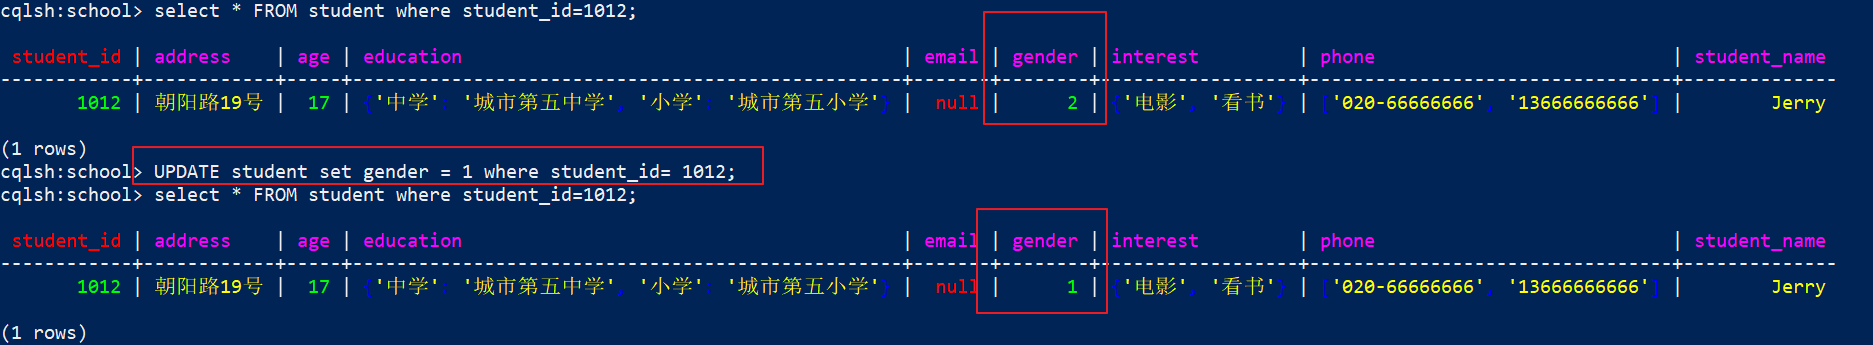 cqlsh:school> select * FROM student where student_id=1012;
student_id | address | age | education | email | gender | interest | phone | student_name
------------+------------+-----+---------------------------------------------------+-------+--------+-----------------+----------------------------------+--------------
1012 | 朝阳路19号 | 17 | {'中学': '城市第五中学', '小学': '城市第五小学'} | null | 2 | {'电影', '看书'} | ['020-66666666', '13666666666'] | Jerry
(1 rows)
cqlsh:school> UPDATE student set gender = 1 where student_id= 1012;
cqlsh:school> select * FROM student where student_id=1012;
student_id | address | age | education | email | gender | interest | phone | student_name
------------+------------+-----+---------------------------------------------------+-------+--------+-----------------+----------------------------------+--------------
1012 | 朝阳路19号 | 17 | {'中学': '城市第五中学', '小学': '城市第五小学'} | null | 1 | {'电影', '看书'} | ['020-66666666', '13666666666'] | Jerry
(1 rows)